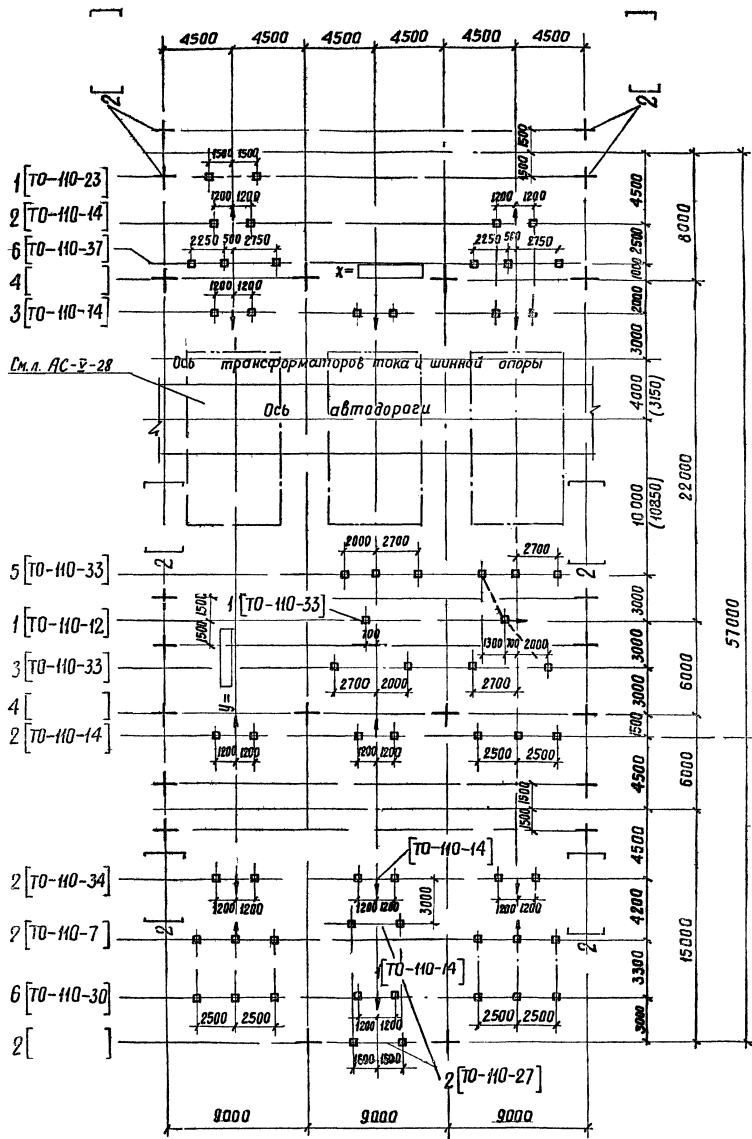 4500 4500 4500 4500 4500 4500
2 2
1500 1500
1500 1500
1 [ТО-110-23]
1200 1200 1200 1200
2 [ТО-110-14]
2250 500 2750 2250 500 2750
6 [ТО-110-37]
4 [ ]
x=
1200 1200
3 [ТО-110-14]
4500
2500
1000
2000
3000
8000
См.л. АС-V-28
Ось трансформаторов тока и шинной опоры
Ось автодороги
4000
(3150)
10000
(10850)
22000
57000
2000 2700 2700
5 [ТО-110-33]
2 2
1 [ТО-110-33]
1500 1500
1 [ТО-110-12]
700
1300 700 2000
3 [ТО-110-33]
2700 2000 2700
y=
4 [ ]
2 [ТО-110-14]
1200 1200 1200 1200 2500 2500
3000
3000
3000
1500
4500
6000
6000
1500 1500
[ТО-110-14]
2 [ТО-110-34]
1200 1200 1200 1200 1200 1200
3000
2 2
2 [ТО-110-7]
[ТО-110-14]
6 [ТО-110-30]
2500 2500 1200 1200 2500 2500
2 [ ]
1600 1600
2 [ТО-110-27]
4500
4200
3300
3000
15000
9000 9000 9000